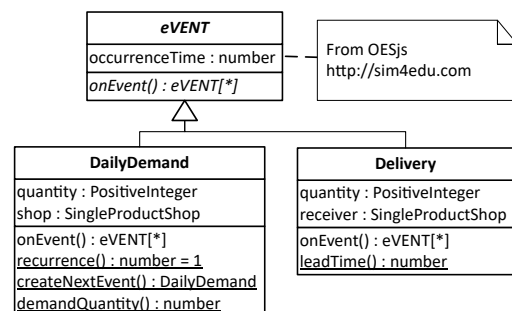 eVENT
occurrenceTime : number
onEvent() : eVENT[*]
From OESjs
http://sim4edu.com
DailyDemand
quantity : PositiveInteger
shop : SingleProductShop
onEvent() : eVENT[*]
recurrence() : number = 1
createNextEvent() : DailyDemand
demandQuantity() : number
Delivery
quantity : PositiveInteger
receiver : SingleProductShop
onEvent() : eVENT[*]
leadTime() : number